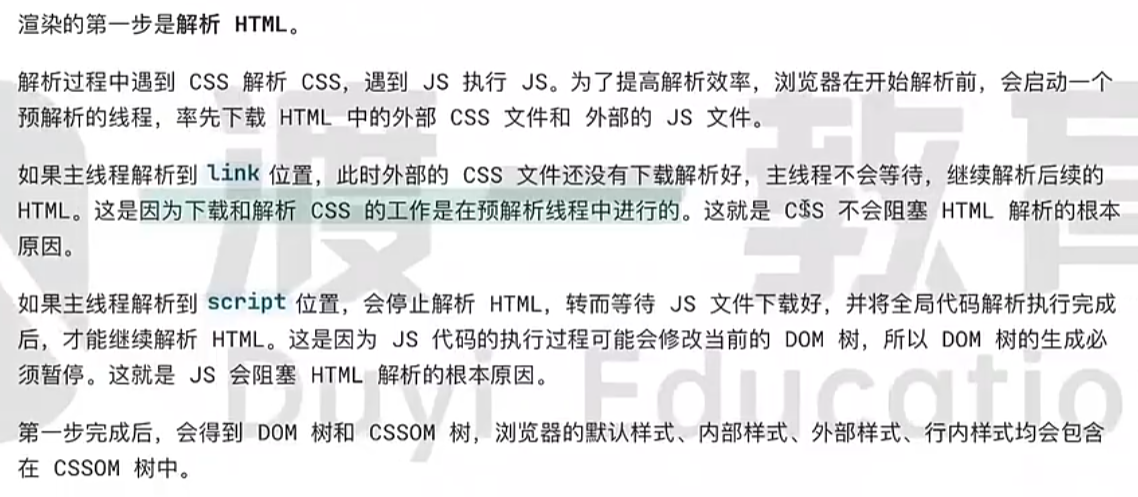 渲染的第一步是解析 HTML。
解析过程中遇到 CSS 解析 CSS，遇到 JS 执行 JS。为了提高解析效率，浏览器在开始解析前，会启动一个
预解析的线程，率先下载 HTML 中的外部 CSS 文件和 外部的 JS 文件。
如果主线程解析到 link 位置，此时外部的 CSS 文件还没有下载解析好，主线程不会等待，继续解析后续的
HTML。这是因为下载和解析 CSS 的工作是在预解析线程中进行的。这就是 CSS 不会阻塞 HTML 解析的根本
原因。
如果主线程解析到 script 位置，会停止解析 HTML，转而等待 JS 文件下载好，并将全局代码解析执行完成
后，才能继续解析 HTML。这是因为 JS 代码的执行过程可能会修改当前的 DOM 树，所以 DOM 树的生成必
须暂停。这就是 JS 会阻塞 HTML 解析的根本原因。
第一步完成后，会得到 DOM 树和 CSSOM 树，浏览器的默认样式、内部样式、外部样式、行内样式均会包含
在 CSSOM 树中。
渡一教育
Duyi Educatio